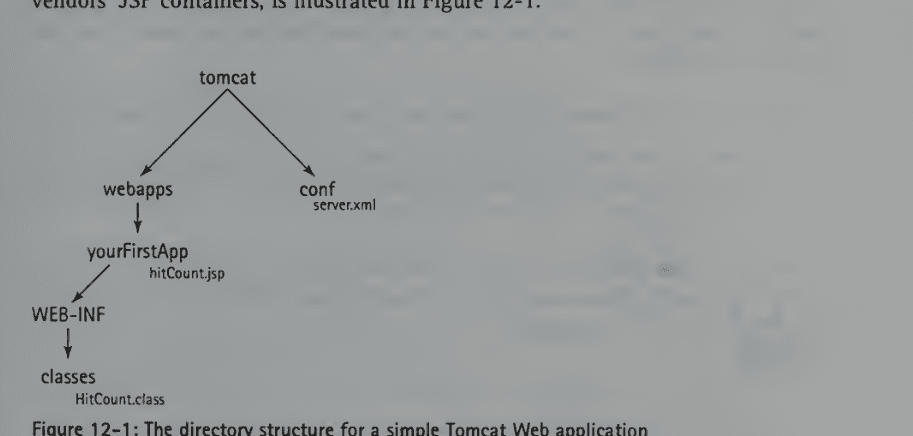 vendors' JSP containers, is illustrated in Figure 12-1.
tomcat
webapps
conf
server.xml
yourFirstApp
hitCount.jsp
WEB-INF
classes
HitCount.class
Figure 12-1: The directory structure for a simple Tomcat Web application